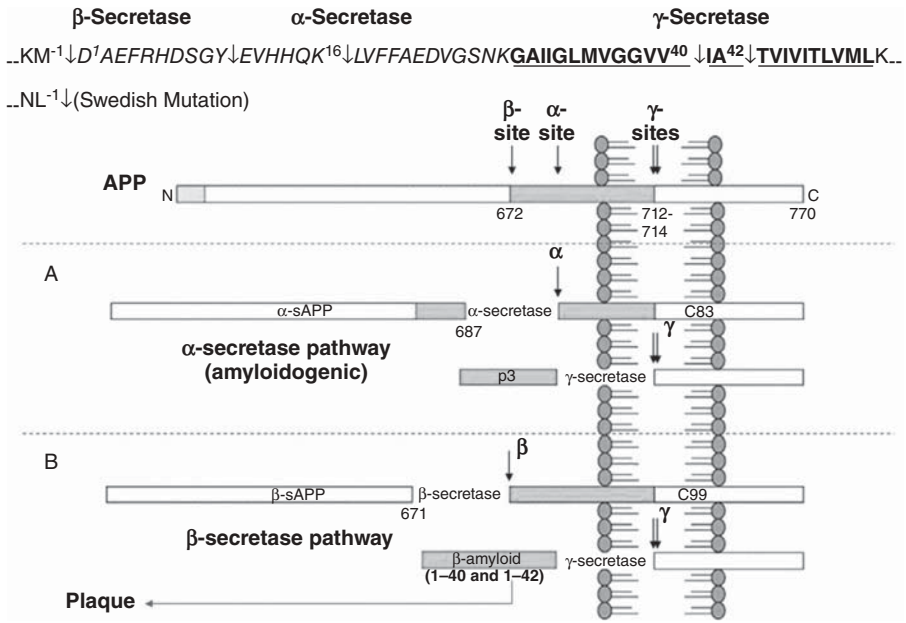 β-Secretase α-Secretase γ-Secretase
--KM-1↓D1AEFRHDSGY↓EVHHQK16↓LVFFAEDVGSNKGAIIGLMVGGVV40 ↓IA42↓TVIVITLVMLK--
--NL-1↓(Swedish Mutation)
β-site α-site γ-sites
APP N C
672 712-714 770
A
α
α-sAPP α-secretase C83
687 γ
α-secretase pathway
(amyloidogenic)
p3 γ-secretase
B
β
β-sAPP β-secretase C99
671 γ
β-secretase pathway
β-amyloid γ-secretase
(1–40 and 1–42)
Plaque